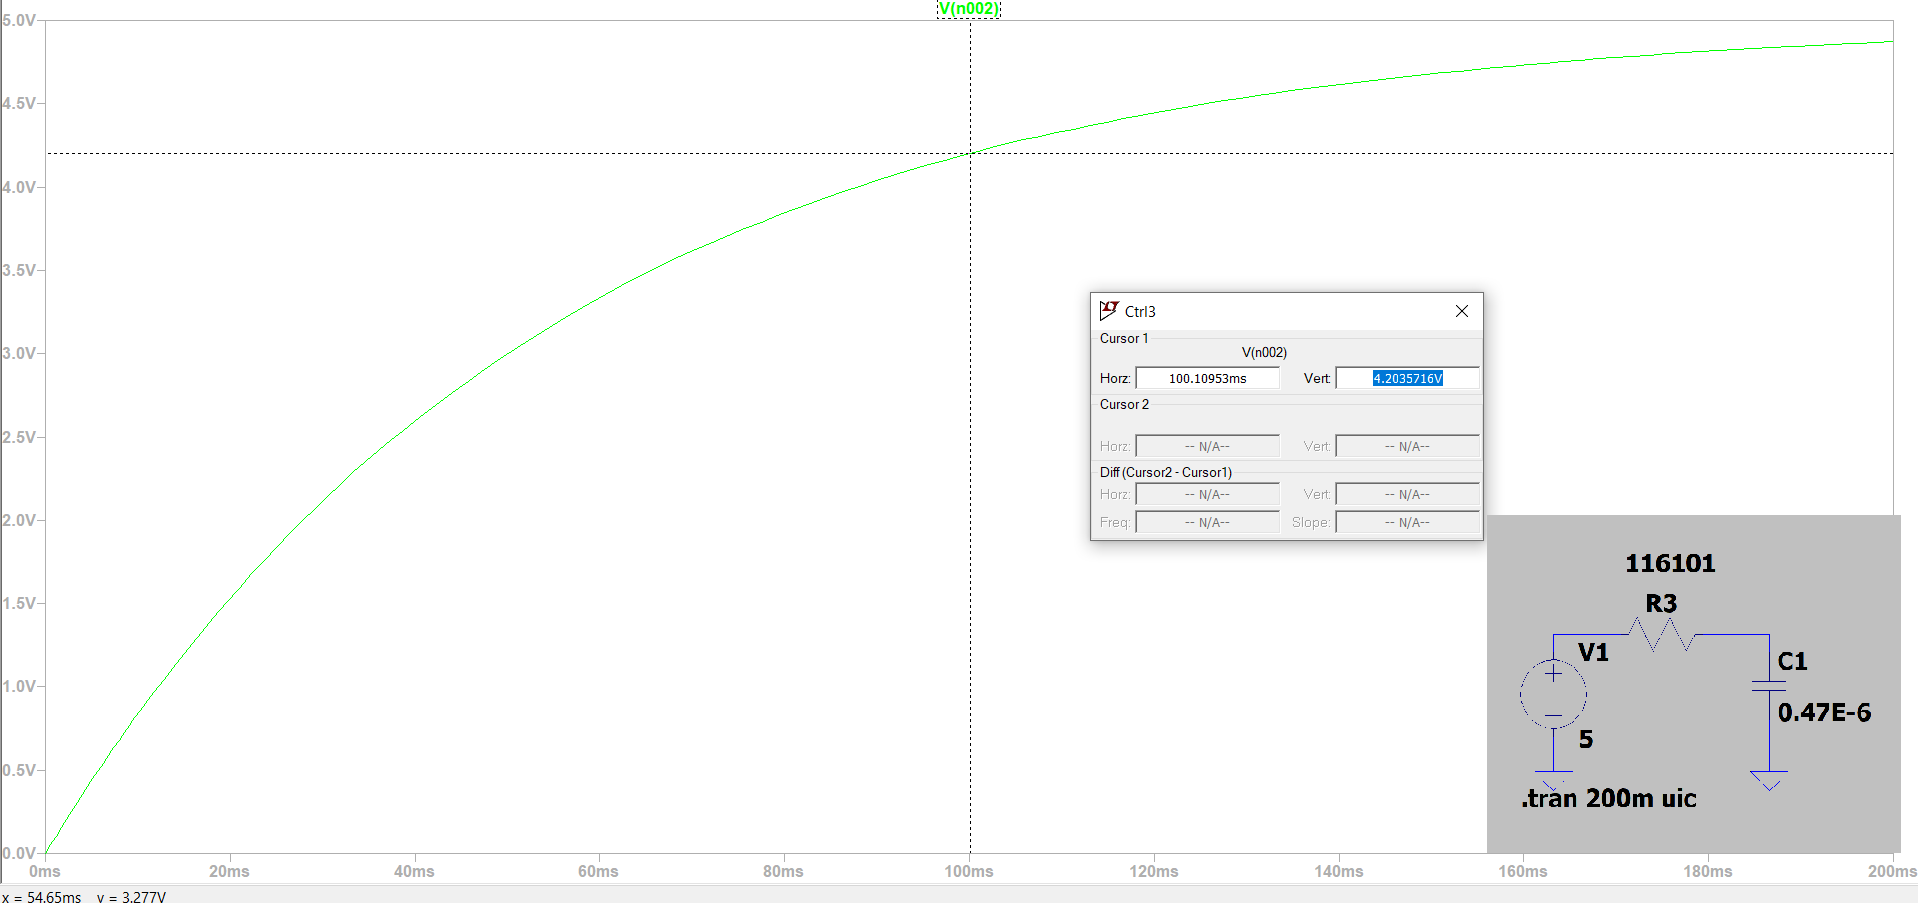 V(n002)
5.0V
4.5V
4.0V
3.5V
3.0V
2.5V
2.0V
1.5V
1.0V
0.5V
0.0V
0ms 20ms 40ms 60ms 80ms 100ms 120ms 140ms 160ms 180ms 200ms
Ctrl3
Cursor 1
V(n002)
Horz: 100.10953ms Vert: 4.2035716V
Cursor 2
Horz: -- N/A-- Vert: -- N/A--
Diff (Cursor2 - Cursor1)
Horz: -- N/A-- Vert: -- N/A--
Freq: -- N/A-- Slope: -- N/A--
116101
R3
V1
C1
0.47E-6
5
.tran 200m uic
x = 54.65ms v = 3.277V